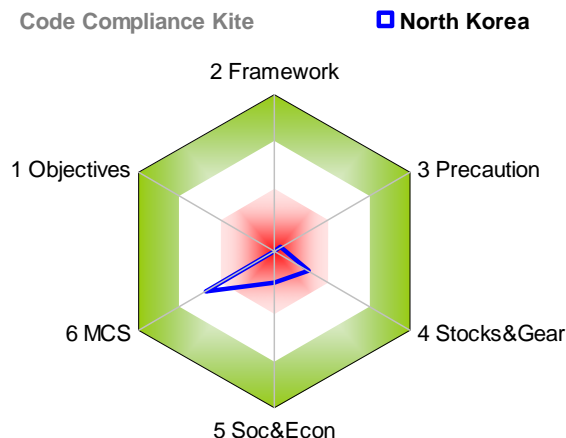 Code Compliance Kite
North Korea
2 Framework
1 Objectives
3 Precaution
6 MCS
4 Stocks&Gear
5 Soc&Econ